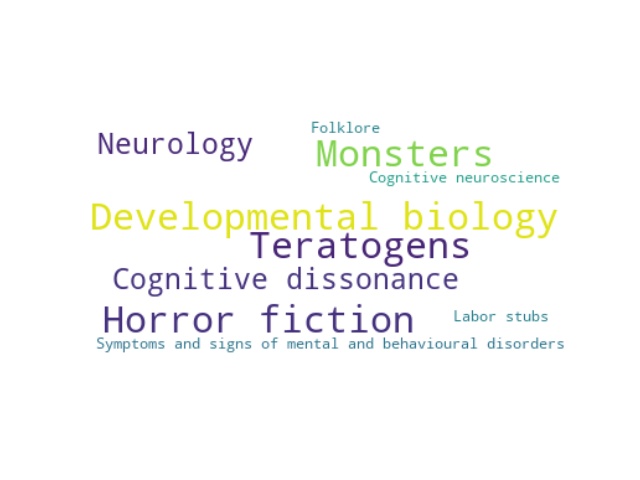 Folklore
Neurology
Monsters
Cognitive neuroscience
Developmental biology
Teratogens
Cognitive dissonance
Horror fiction
Labor stubs
Symptoms and signs of mental and behavioural disorders